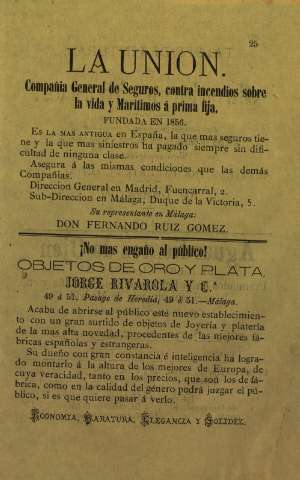 25
LA UNION.
Compañía General de Seguros, contra incendios sobre
la vida y Marítimos á prima fija.
FUNDADA EN 1856.
Es LA MAS ANTIGUA en España, la que mas seguros tie-
ne y la que mas siniestros ha pagado siempre sin difi-
cultad de ninguna clase.
Asegura á las mismas condiciones que las demás
Compañías.
Direccion General en Madrid, Fuencarral, 2.
Sub-Direccion en Málaga, Duque de la Victoria, 5.
Su representante en Málaga:
DON FERNANDO RUIZ GOMEZ.
¡No mas engaño al público!
OBJETOS DE ORO Y PLATA,
JORGE RIVAROLA Y C.ª
49 á 51. Pasage de Heredia, 49 á 51.—Málaga.
Acaba de abrirse al público este nuevo establecimien-
to con un gran surtido de objetos de Joyería y platería
de la mas alta novedad, procedentes de las mejores fá-
bricas españolas y estrangeras.
Su dueño con gran constancia é inteligencia ha logra-
do montarlo á la altura de los mejores de Europa, de
cuya veracidad, tanto en los precios, que son los de fá-
brica, como en la calidad del género podrá juzgar el pú-
blico, si es que quiere pasar á verlo.
ECONOMIA, BARATURA, ELEGANCIA Y SOLIDEZ.